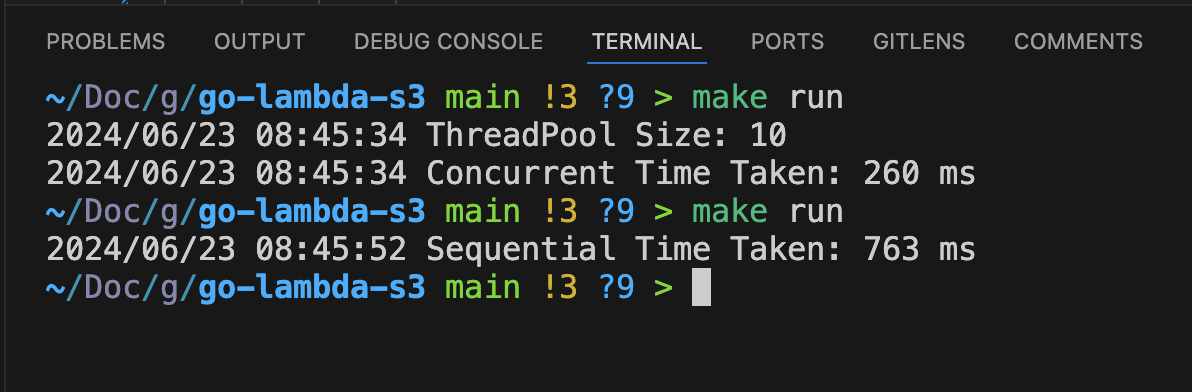 PROBLEMS OUTPUT DEBUG CONSOLE TERMINAL PORTS GITLENS COMMENTS
~/Doc/g/go-lambda-s3 main !3 ?9 > make run
2024/06/23 08:45:34 ThreadPool Size: 10
2024/06/23 08:45:34 Concurrent Time Taken: 260 ms
~/Doc/g/go-lambda-s3 main !3 ?9 > make run
2024/06/23 08:45:52 Sequential Time Taken: 763 ms
~/Doc/g/go-lambda-s3 main !3 ?9 >